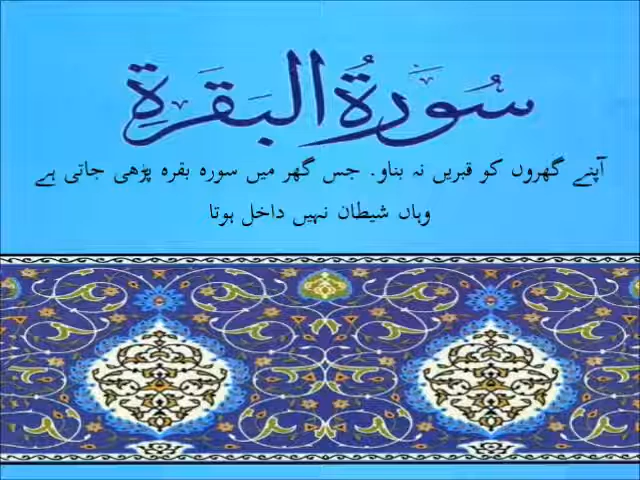 سُورَةُ البَقَرَةِ
آپنے گھروں کو قبریں نہ بناو۔ جس گھر میں سورہ بقرہ پڑھی جاتی ہے
وہاں شیطان نہیں داخل ہوتا